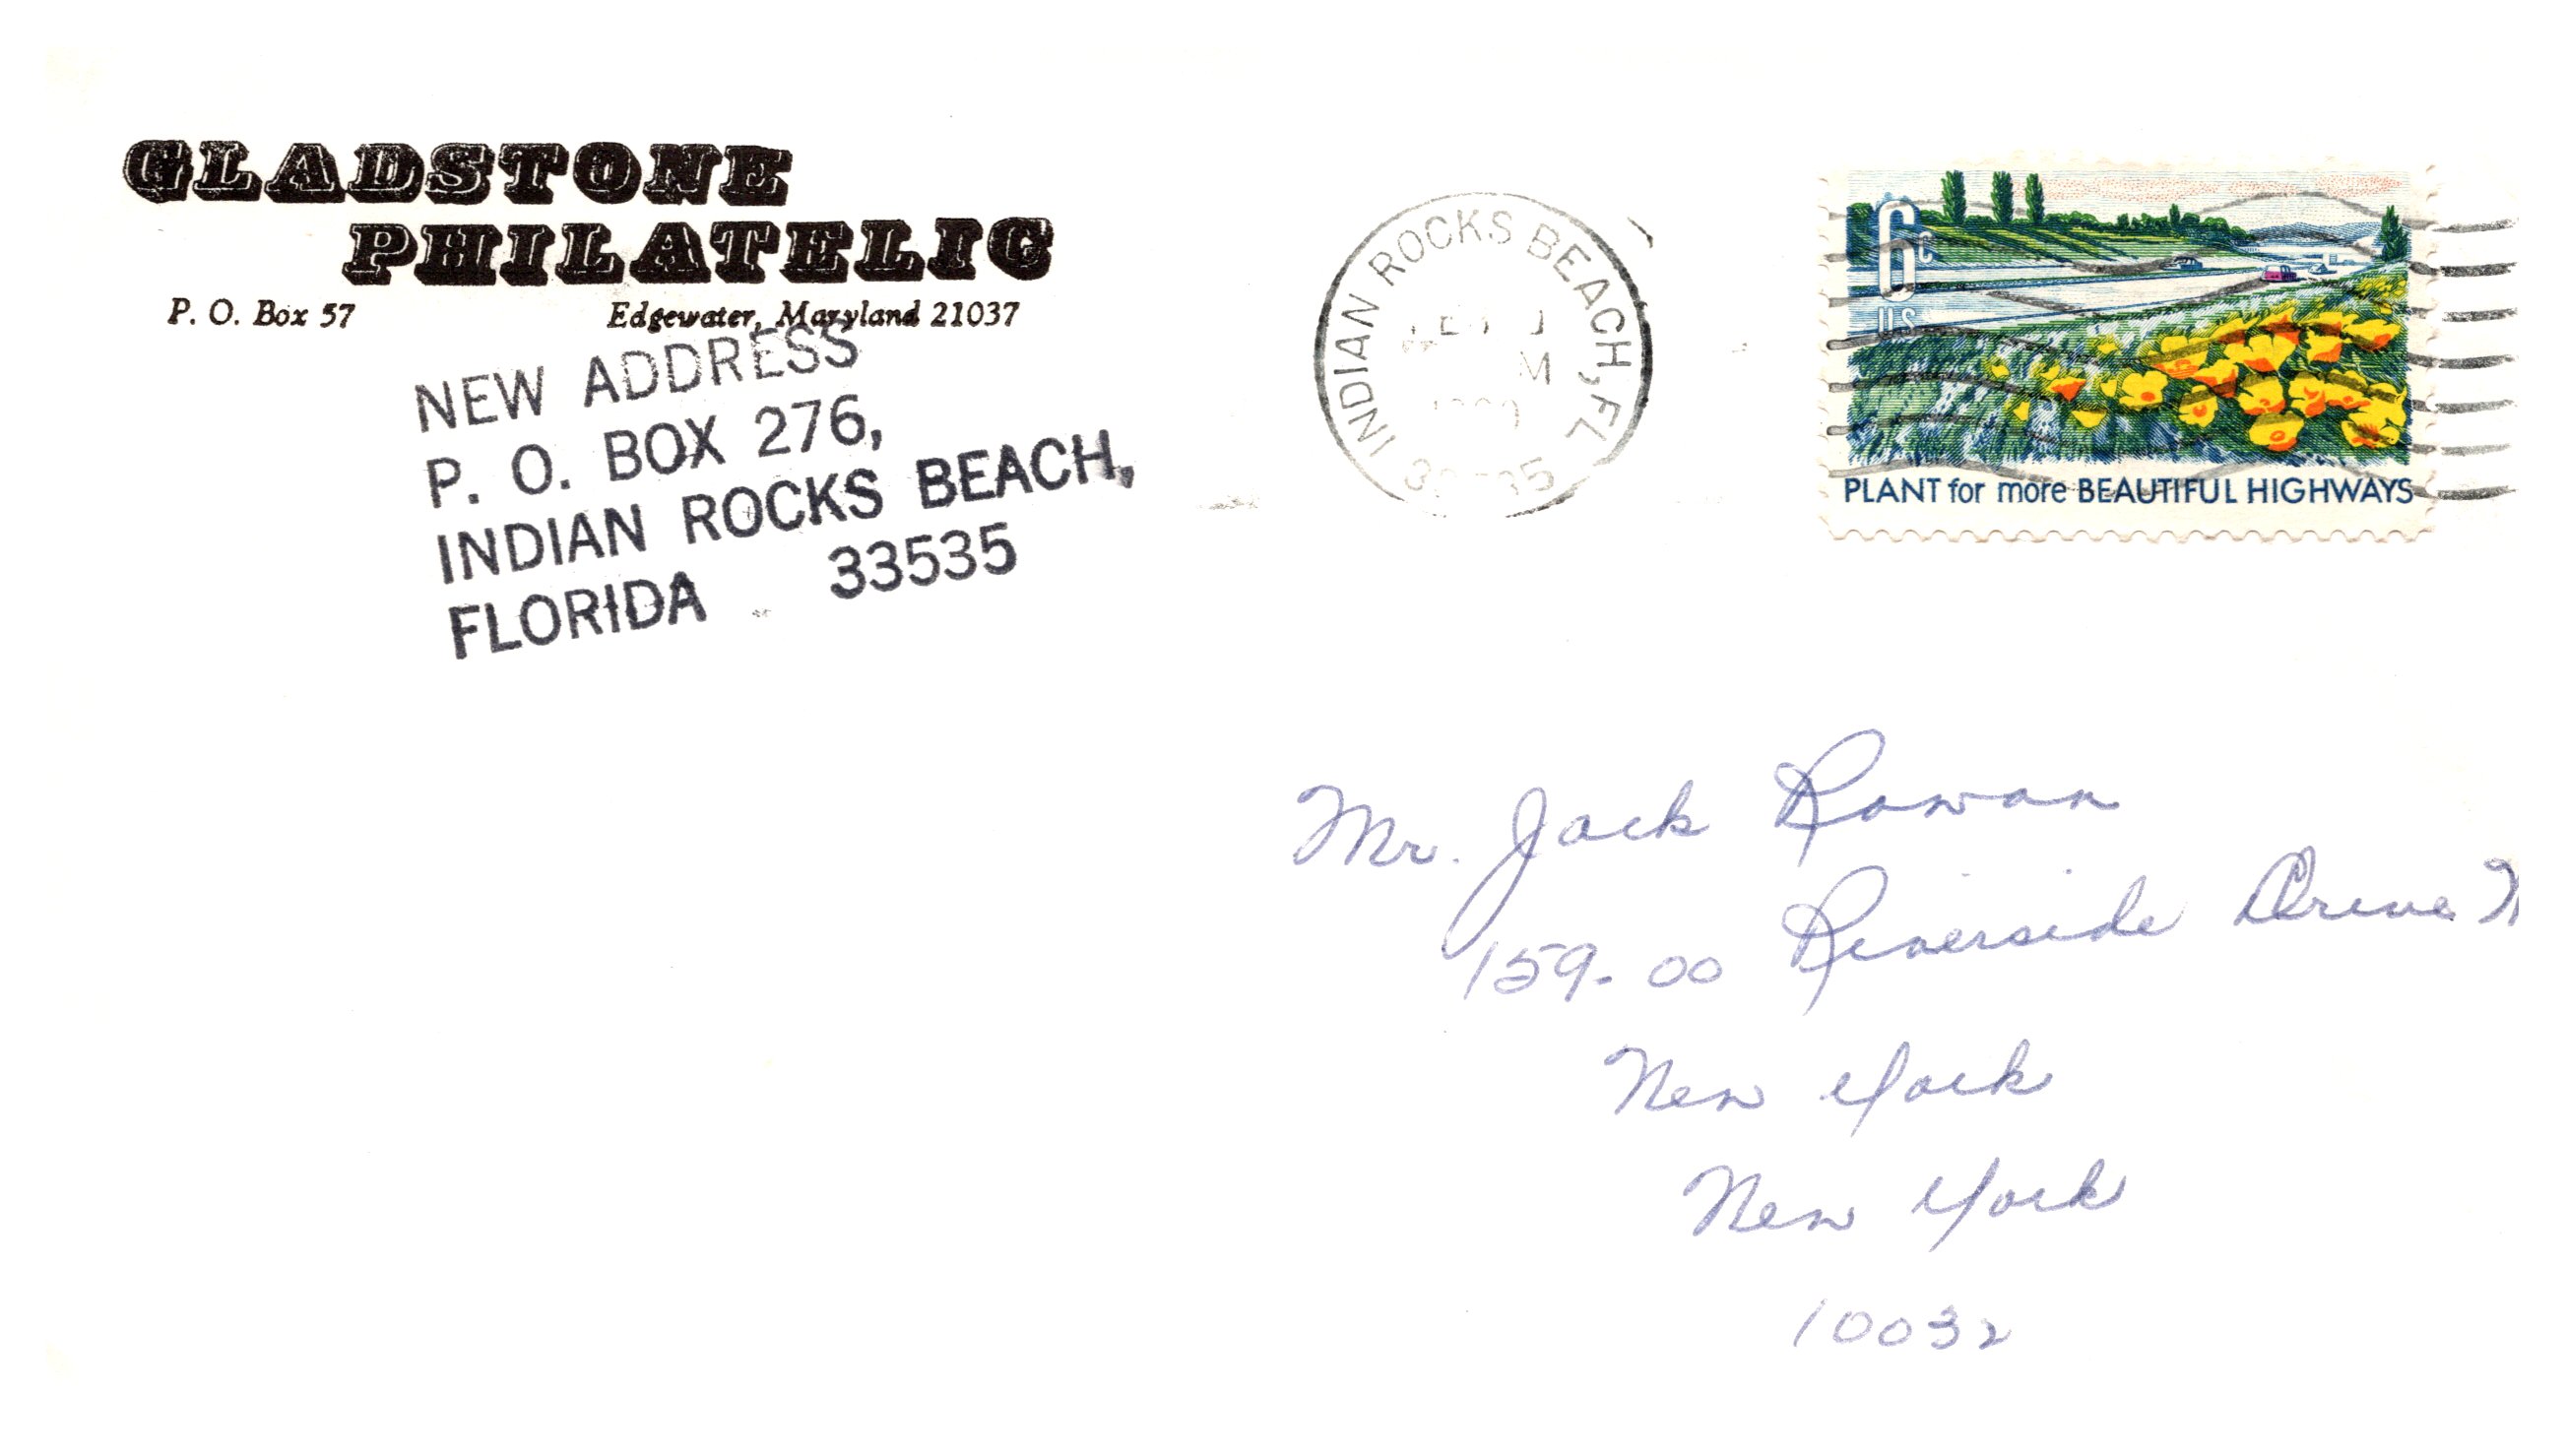 GLADSTONE
PHILATELIC
P. O. Box 57 Edgewater, Maryland 21037
NEW ADDRESS
P. O. BOX 276,
INDIAN ROCKS BEACH,
FLORIDA 33535
INDIAN ROCKS BEACH, FL
6c
US
PLANT for more BEAUTIFUL HIGHWAYS
Mr. Jack Rowan
159-00 Riverside Drive W
New York
New York
10032